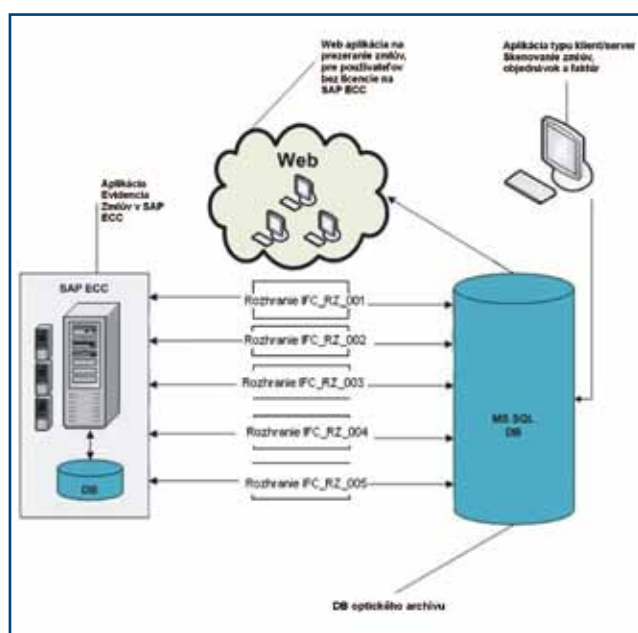 Web aplikácia na
prezeranie zmlúv,
pre používateľov
bez licencie na
SAP ECC
Aplikácia typu klient/server
Skenovanie zmlúv,
objednávok a faktúr
Web
Aplikácia
Evidencia
Zmlúv v SAP
ECC
SAP ECC
Rozhranie IFC_RZ_001
Rozhranie IFC_RZ_002
Rozhranie IFC_RZ_003
Rozhranie IFC_RZ_004
Rozhranie IFC_RZ_005
MS SQL
DB
DB
DB optického archívu